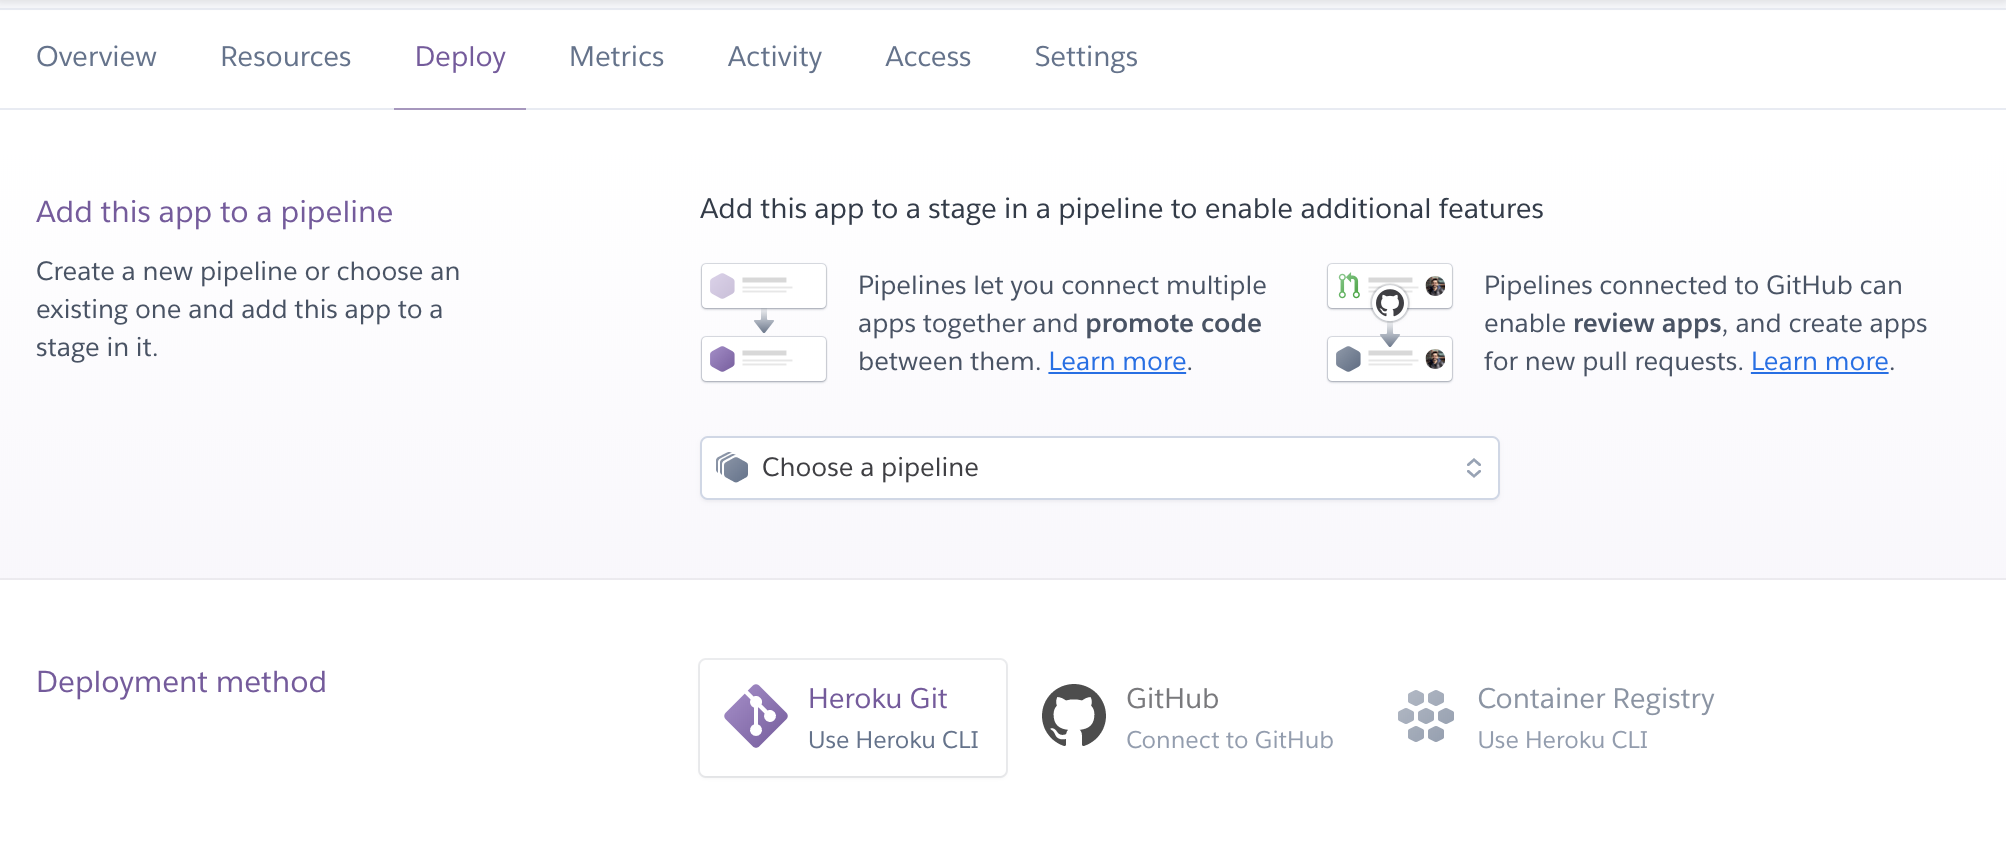 Overview Resources Deploy Metrics Activity Access Settings
Add this app to a pipeline
Create a new pipeline or choose an
existing one and add this app to a
stage in it.
Add this app to a stage in a pipeline to enable additional features
Pipelines let you connect multiple
apps together and promote code
between them. Learn more.
Pipelines connected to GitHub can
enable review apps, and create apps
for new pull requests. Learn more.
Choose a pipeline
Deployment method
Heroku Git
Use Heroku CLI
GitHub
Connect to GitHub
Container Registry
Use Heroku CLI